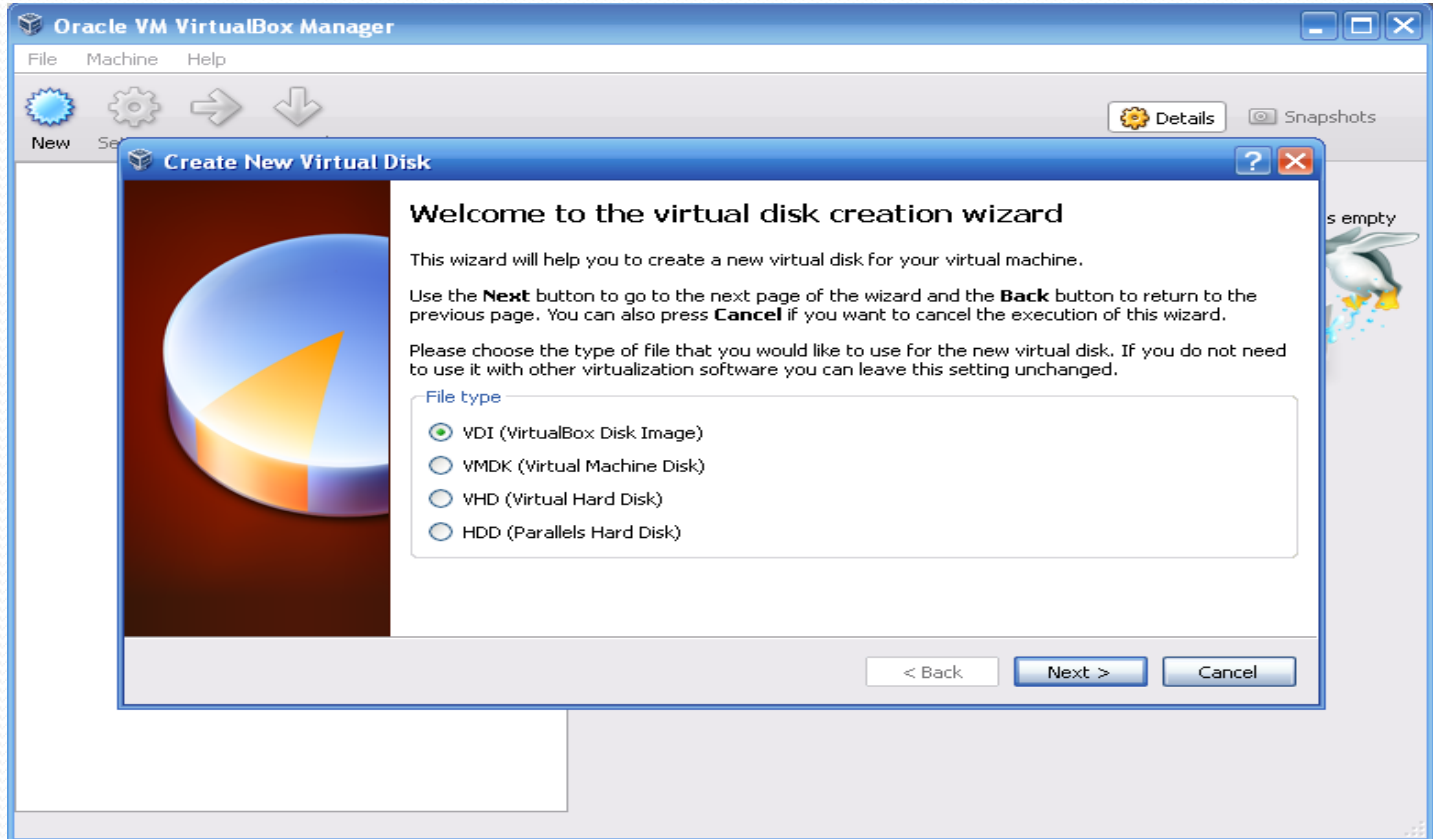 Oracle VM VirtualBox Manager
File Machine Help
Details Snapshots
New Se
Create New Virtual Disk
Welcome to the virtual disk creation wizard
s empty
This wizard will help you to create a new virtual disk for your virtual machine.
Use the Next button to go to the next page of the wizard and the Back button to return to the
previous page. You can also press Cancel if you want to cancel the execution of this wizard.
Please choose the type of file that you would like to use for the new virtual disk. If you do not need
to use it with other virtualization software you can leave this setting unchanged.
File type
VDI (VirtualBox Disk Image)
VMDK (Virtual Machine Disk)
VHD (Virtual Hard Disk)
HDD (Parallels Hard Disk)
< Back Next > Cancel